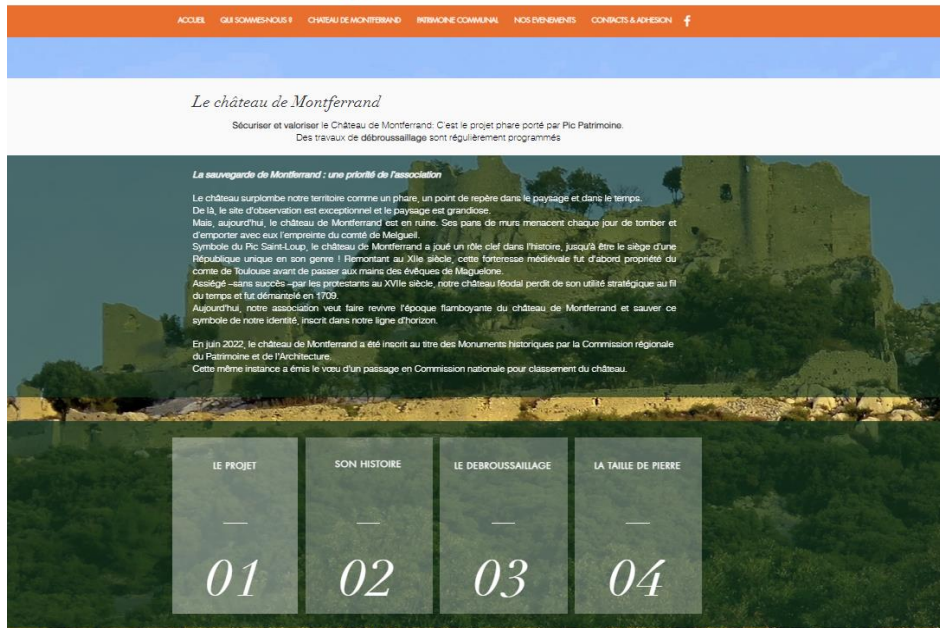 ACCUEIL QUI SOMMES-NOUS ? CHATEAU DE MONTFERRAND PATRIMOINE COMMUNAL NOS EVENEMENTS CONTACTS & ADHESION f
Le château de Montferrand
Sécuriser et valoriser le Château de Montferrand: C'est le projet phare porté par Pic Patrimoine.
Des travaux de débroussaillage sont régulièrement programmés
La sauvegarde de Montferrand : une priorité de l'association
Le château surplombe notre territoire comme un phare, un point de repère dans le paysage et dans le temps.
De là, le site d'observation est exceptionnel et le paysage est grandiose.
Mais, aujourd'hui, le château de Montferrand est en ruine. Ses pans de murs menacent chaque jour de tomber et
d'emporter avec eux l'empreinte du comté de Melgueil.
Symbole du Pic Saint-Loup, le château de Montferrand a joué un rôle clef dans l'histoire, jusqu'à être le siège d'une
République unique en son genre ! Remontant au XIIe siècle, cette forteresse médiévale fut d'abord propriété du
comte de Toulouse avant de passer aux mains des évêques de Maguelone.
Assiégé –sans succès –par les protestants au XVIIe siècle, notre château féodal perdit de son utilité stratégique au fil
du temps et fut démantelé en 1709.
Aujourd'hui, notre association veut faire revivre l'époque flamboyante du château de Montferrand et sauver ce
symbole de notre identité, inscrit dans notre ligne d'horizon.
En juin 2022, le château de Montferrand a été inscrit au titre des Monuments historiques par la Commission régionale
du Patrimoine et de l'Architecture.
Cette même instance a émis le vœu d'un passage en Commission nationale pour classement du château.
LE PROJET SON HISTOIRE LE DEBROUSSAILLAGE LA TAILLE DE PIERRE
01 02 03 04